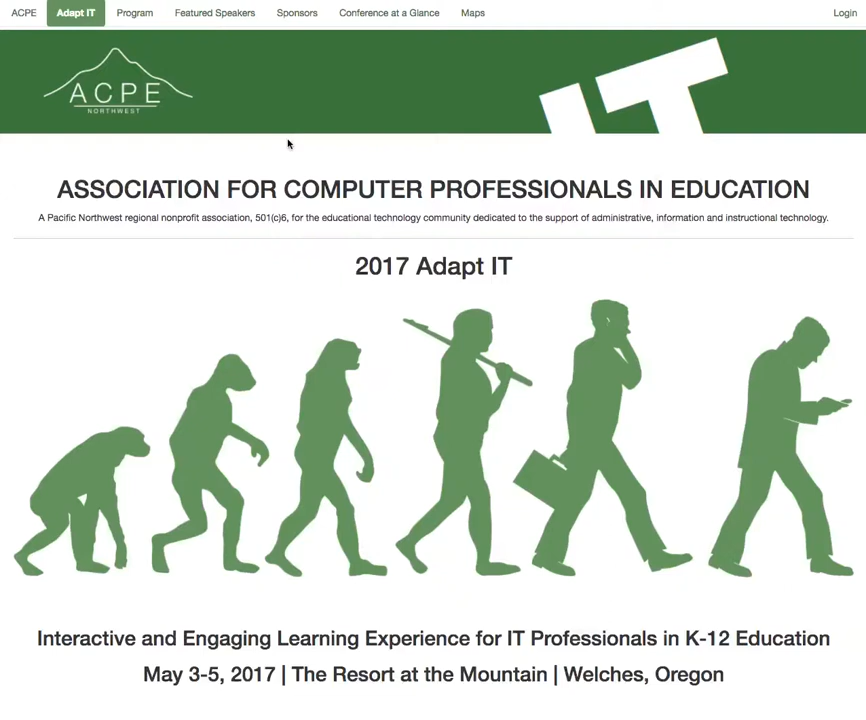 ACPE Adapt IT Program Featured Speakers Sponsors Conference at a Glance Maps Login
ACPE
NORTHWEST
IT
ASSOCIATION FOR COMPUTER PROFESSIONALS IN EDUCATION
A Pacific Northwest regional nonprofit association, 501(c)6, for the educational technology community dedicated to the support of administrative, information and instructional technology.
2017 Adapt IT
Interactive and Engaging Learning Experience for IT Professionals in K-12 Education
May 3-5, 2017 | The Resort at the Mountain | Welches, Oregon